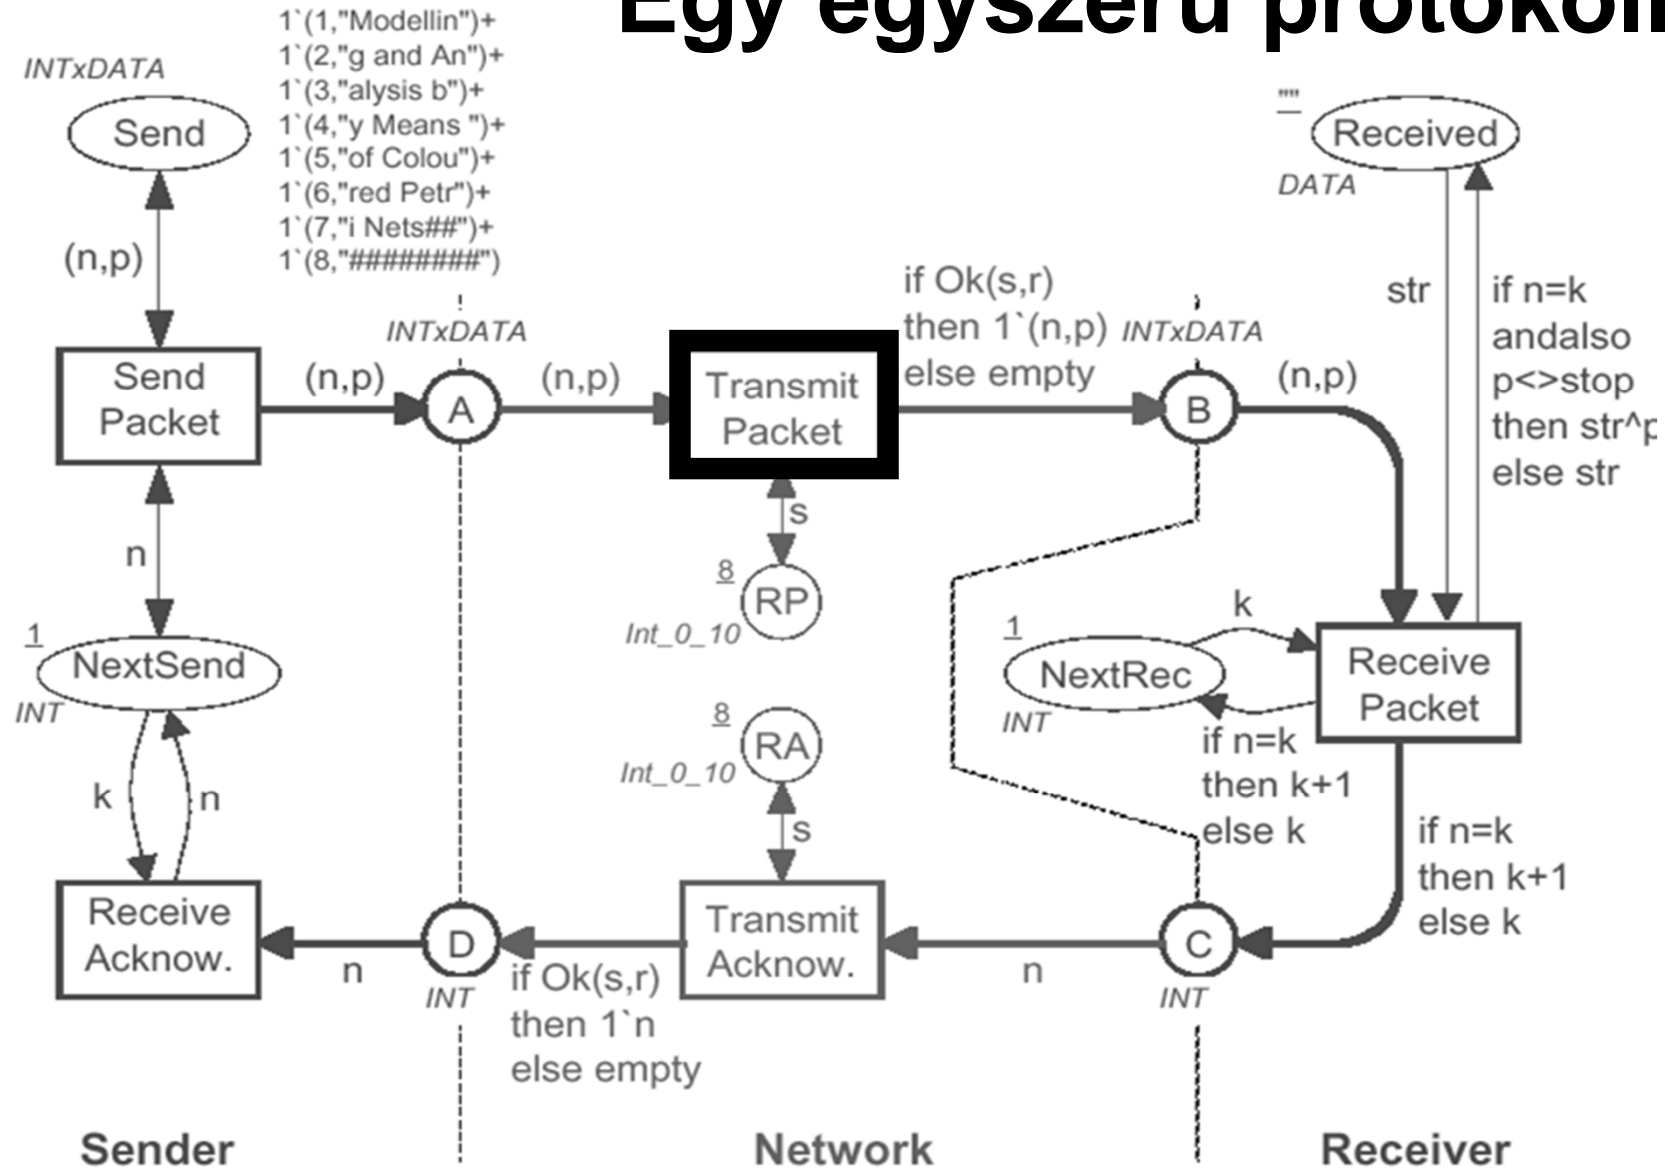 Egy egyszerű protokoll
1`(1,"Modellin")+
1`(2,"g and An")+
1`(3,"alysis b")+
1`(4,"y Means ")+
1`(5,"of Colou")+
1`(6,"red Petr")+
1`(7,"i Nets##")+
1`(8,"########")
INTxDATA
Send
(n,p)
Send
Packet
(n,p)
INTxDATA
A
(n,p)
Transmit
Packet
if Ok(s,r)
then 1`(n,p)
else empty
INTxDATA
B
(n,p)
""
Received
DATA
str
if n=k
andalso
p<>stop
then str^p
else str
n
s
8
RP
Int_0_10
1
NextSend
INT
8
RA
Int_0_10
s
1
NextRec
INT
k
Receive
Packet
if n=k
then k+1
else k
k
n
if n=k
then k+1
else k
Receive
Acknow.
n
D
INT
if Ok(s,r)
then 1`n
else empty
Transmit
Acknow.
n
C
INT
Sender
Network
Receiver